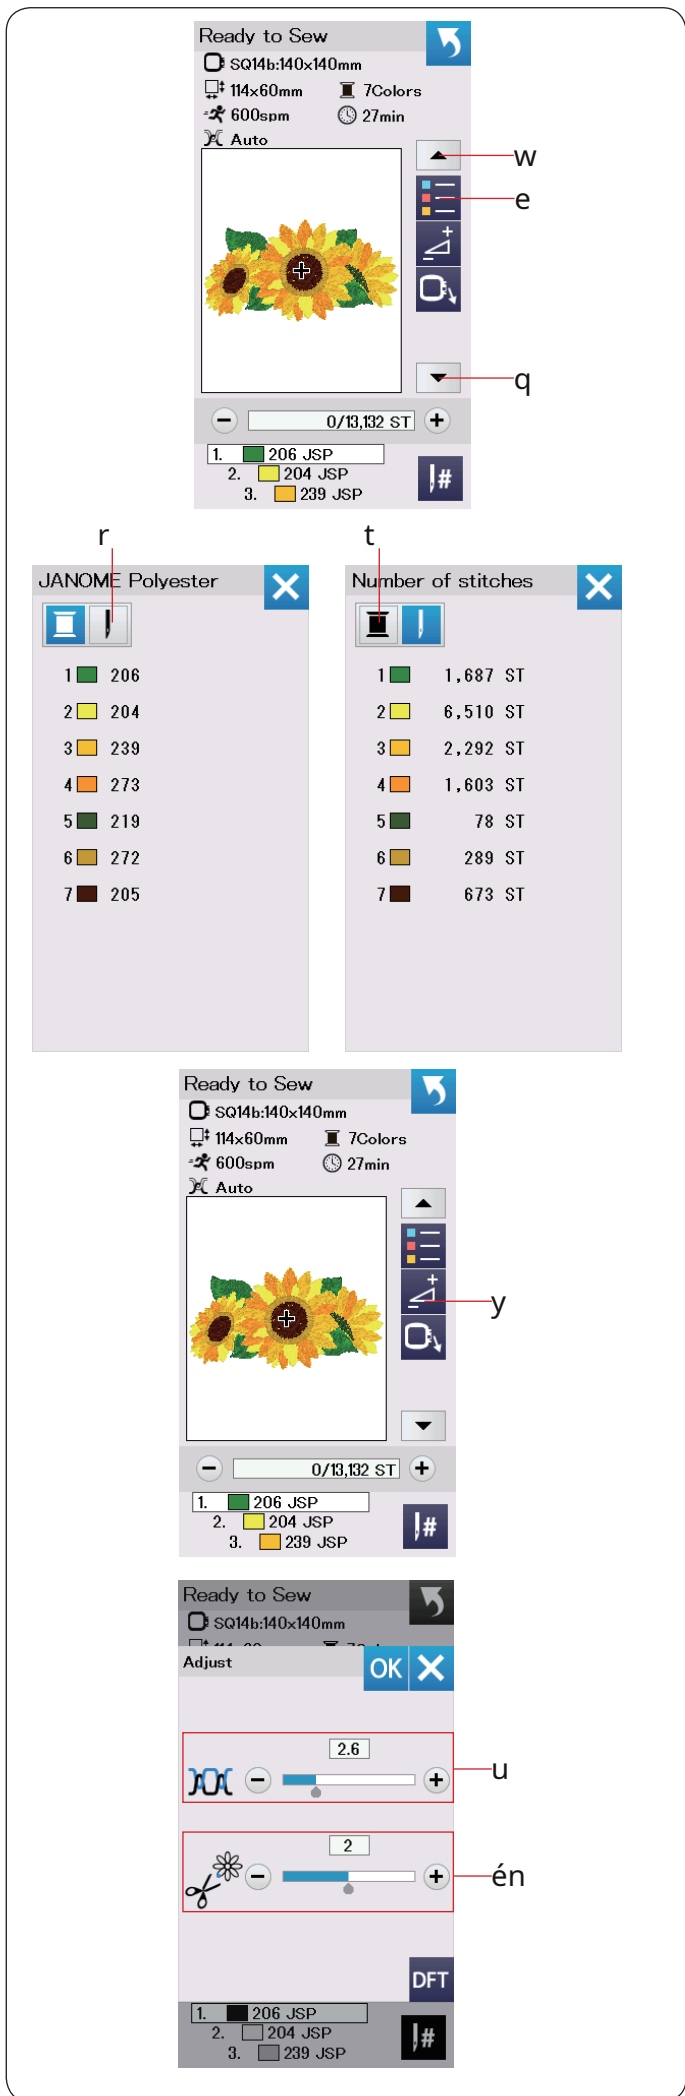 Ready to Sew
SQ14b:140x140mm
114x60mm 7Colors
600spm 27min
Auto
w
e
q
0/13,132 ST
1. 206 JSP
2. 204 JSP
3. 239 JSP
#
r t
JANOME Polyester
1 206
2 204
3 239
4 273
5 219
6 272
7 205
Number of stitches
1 1,687 ST
2 6,510 ST
3 2,292 ST
4 1,603 ST
5 78 ST
6 289 ST
7 673 ST
Ready to Sew
SQ14b:140x140mm
114x60mm 7Colors
600spm 27min
Auto
y
0/13,132 ST
1. 206 JSP
2. 204 JSP
3. 239 JSP
#
Ready to Sew
SQ14b:140x140mm
Adjust OK
2.6
u
2
én
DFT
1. 206 JSP
2. 204 JSP
3. 239 JSP
#